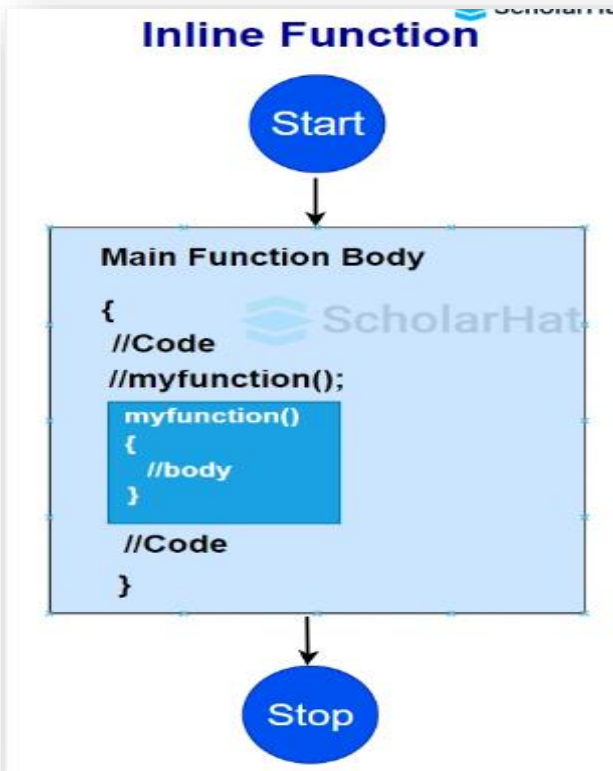 Inline Function
Start
Main Function Body
{
ScholarHat
//Code
//myfunction();
myfunction()
{
//body
}
//Code
}
Stop